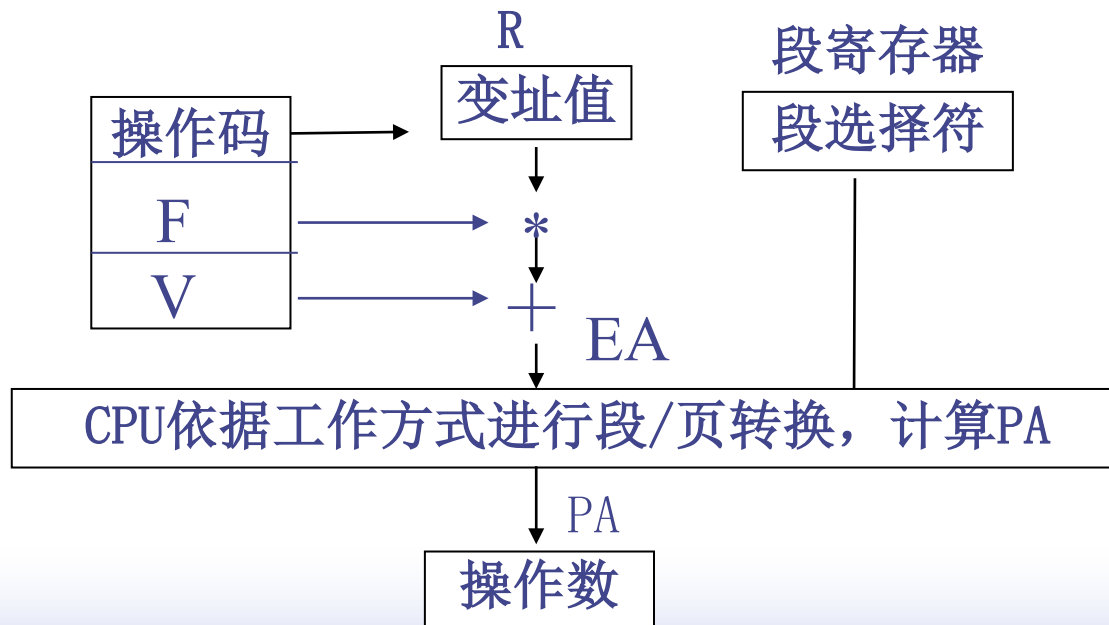 R
变址值
段寄存器
段选择符
操作码
F
V
*
+
EA
CPU依据工作方式进行段/页转换，计算PA
PA
操作数